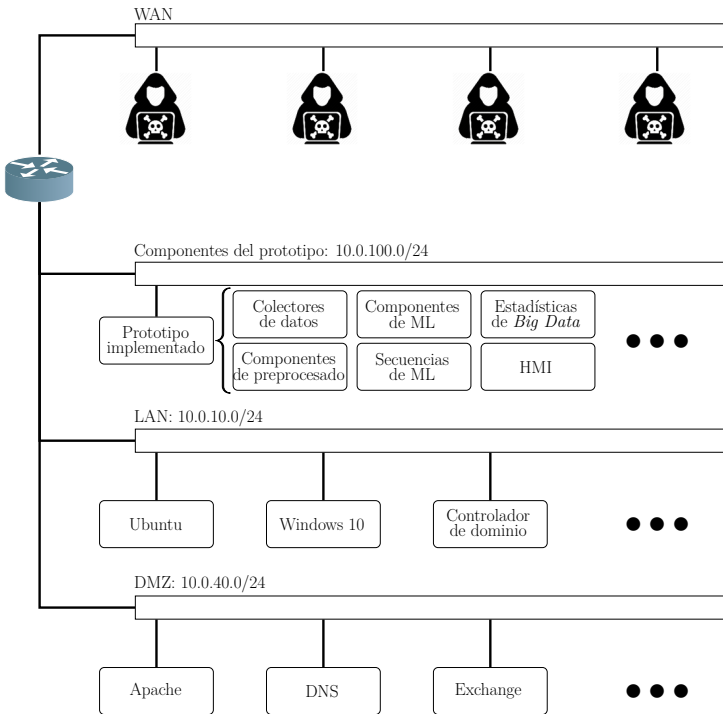 WAN
Componentes del prototipo: 10.0.100.0/24
Prototipo
implementado
Colectores
de datos
Componentes
de ML
Estadísticas
de Big Data
Componentes
de preprocesado
Secuencias
de ML
HMI
LAN: 10.0.10.0/24
Ubuntu
Windows 10
Controlador
de dominio
DMZ: 10.0.40.0/24
Apache
DNS
Exchange